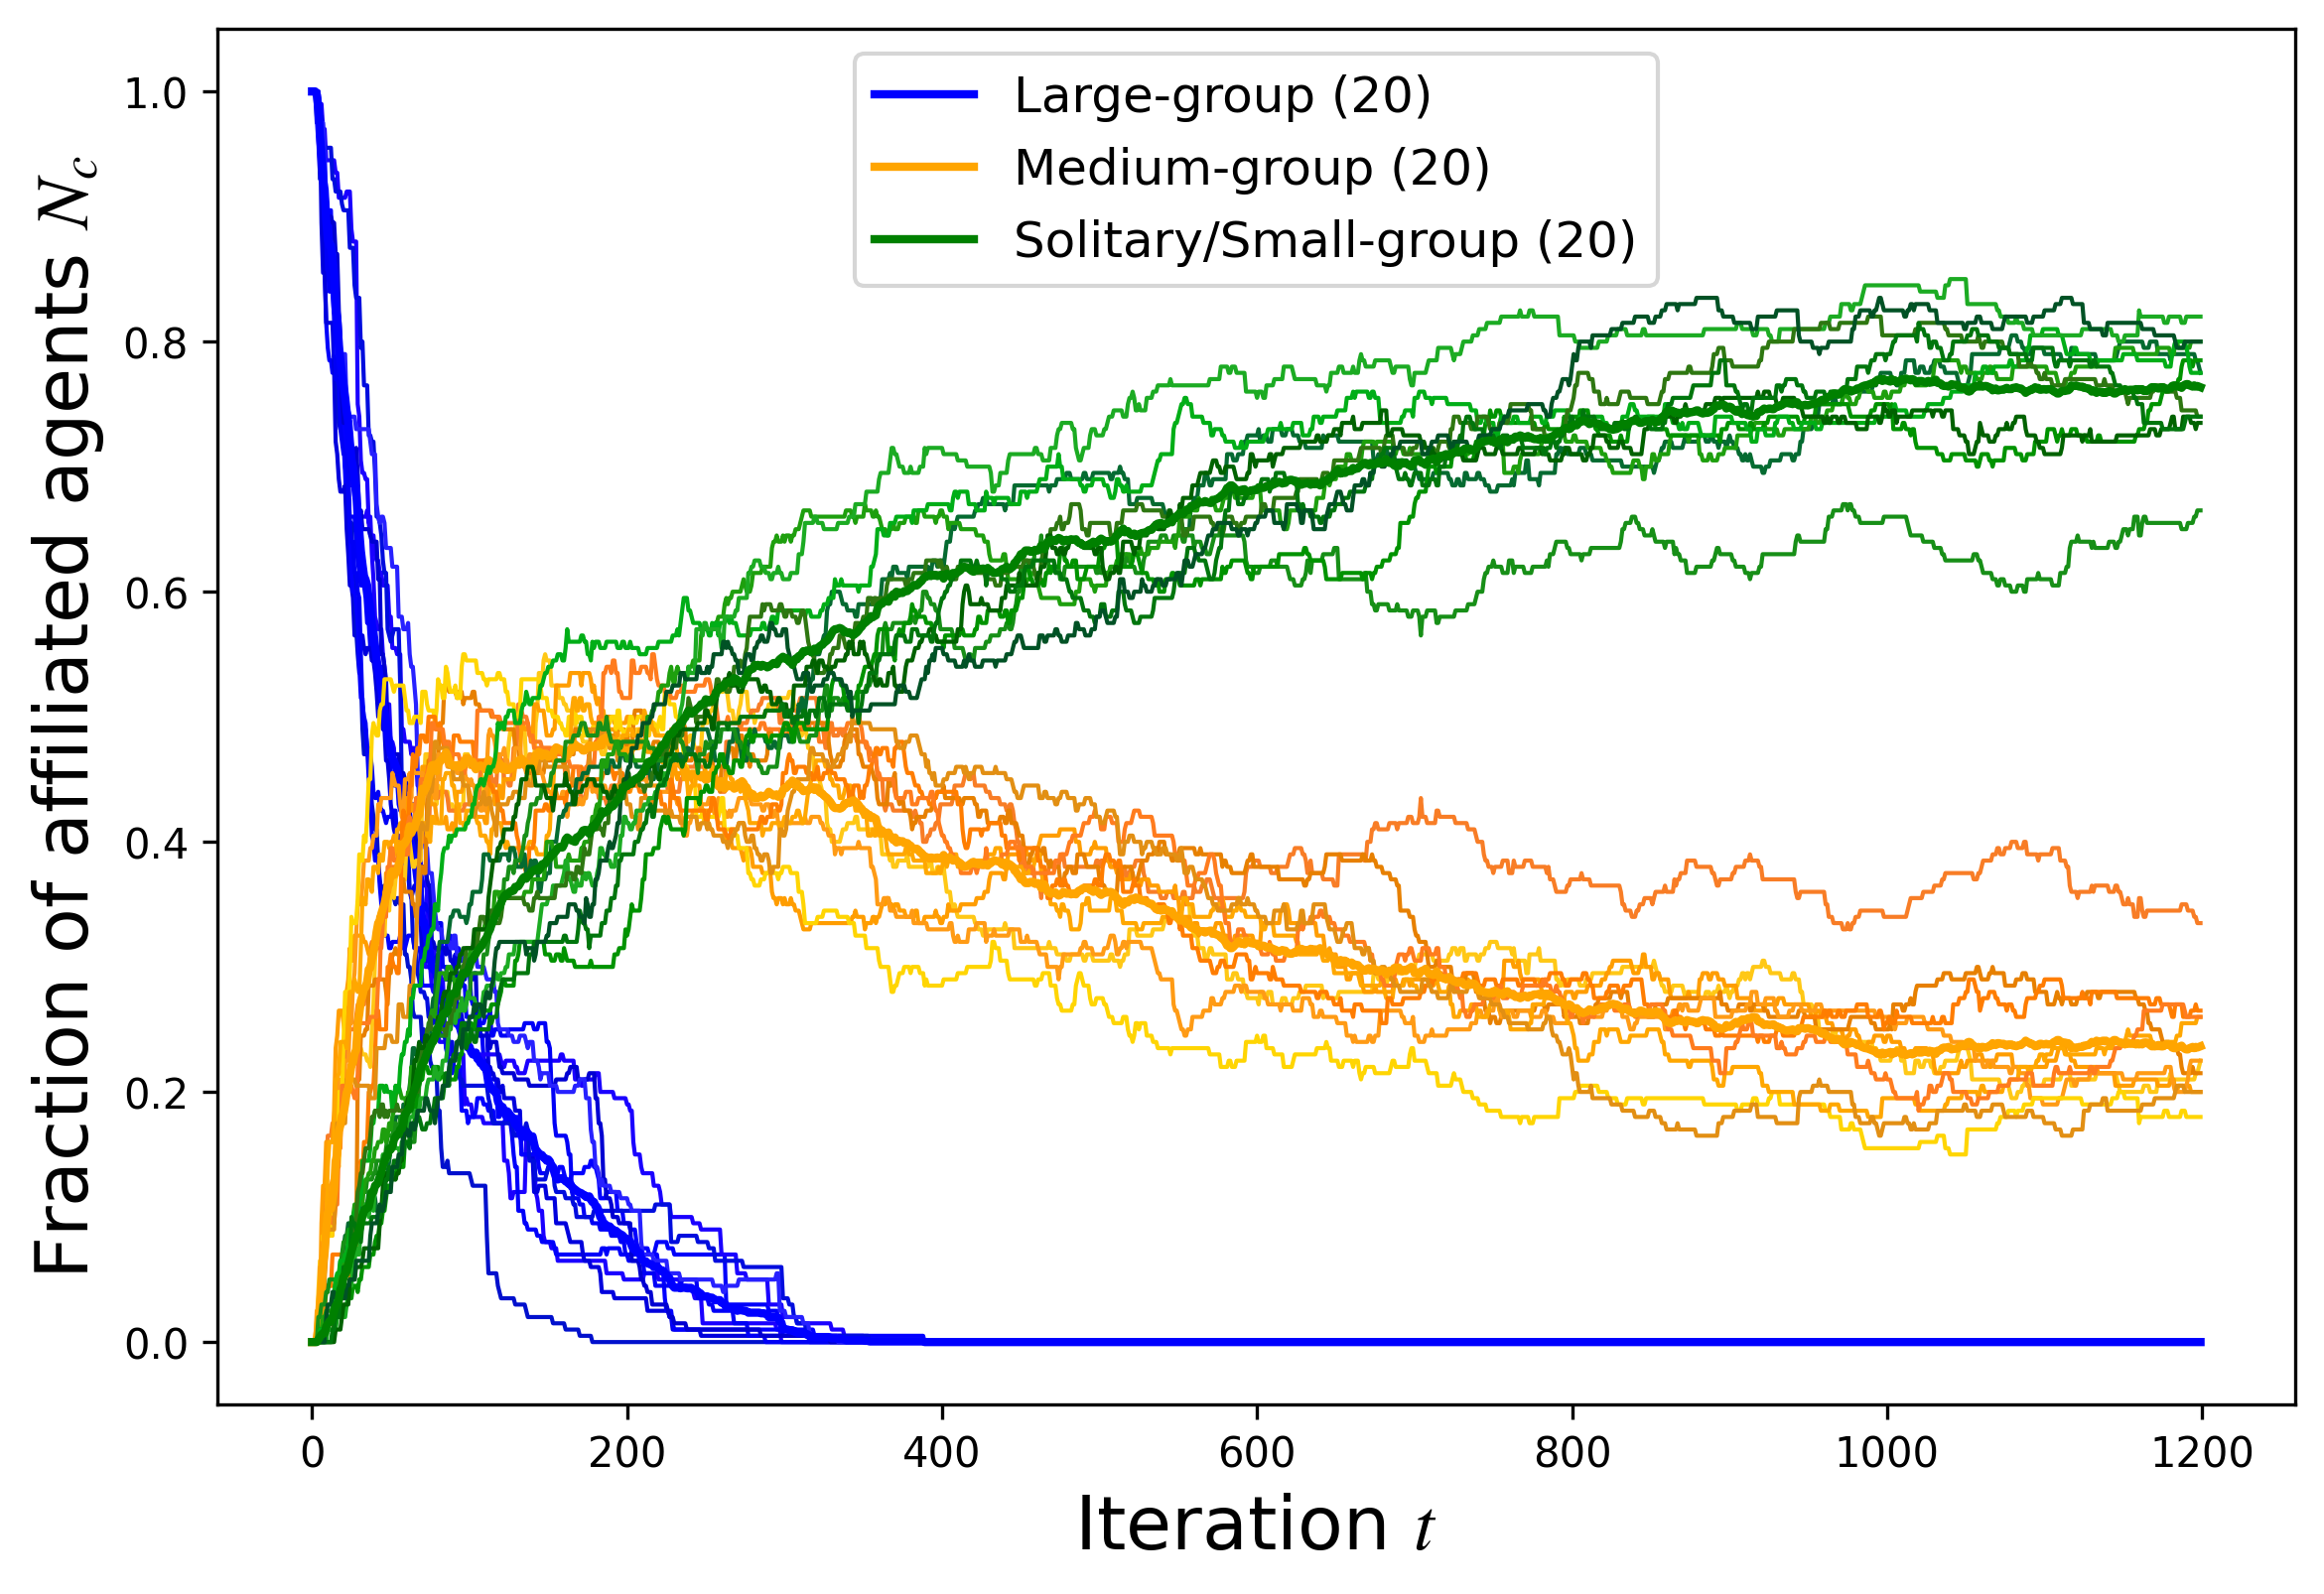 Fraction of affiliated agents N_c
1.0
0.8
0.6
0.4
0.2
0.0
Large-group (20)
Medium-group (20)
Solitary/Small-group (20)
0 200 400 600 800 1000 1200
Iteration t